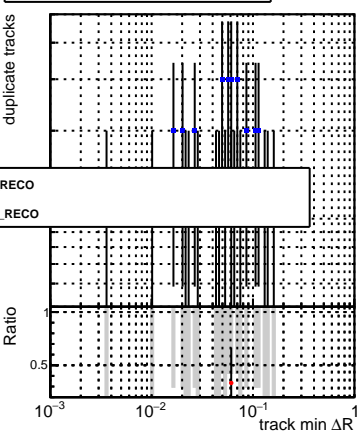 duplicate tracks
RECO
_RECO
Ratio
1
0.5
10⁻³
10⁻²
10⁻¹
1
track min ΔR